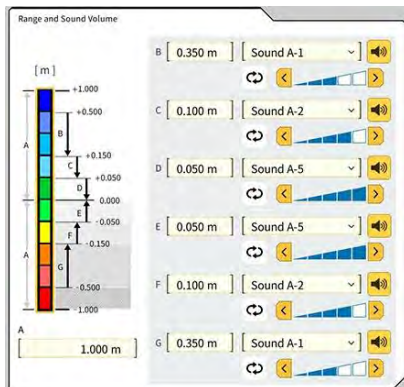 Range and Sound Volume
[m]
+1.000
+0.500
+0.150
+0.050
0.000
-0.050
-0.150
-0.500
-1.000
A
A
B
C
D
E
F
G
A
[ 1.000 m ]
B [ 0.350 m ] [ Sound A-1 ]
C [ 0.100 m ] [ Sound A-2 ]
D [ 0.050 m ] [ Sound A-5 ]
E [ 0.050 m ] [ Sound A-5 ]
F [ 0.100 m ] [ Sound A-2 ]
G [ 0.350 m ] [ Sound A-1 ]